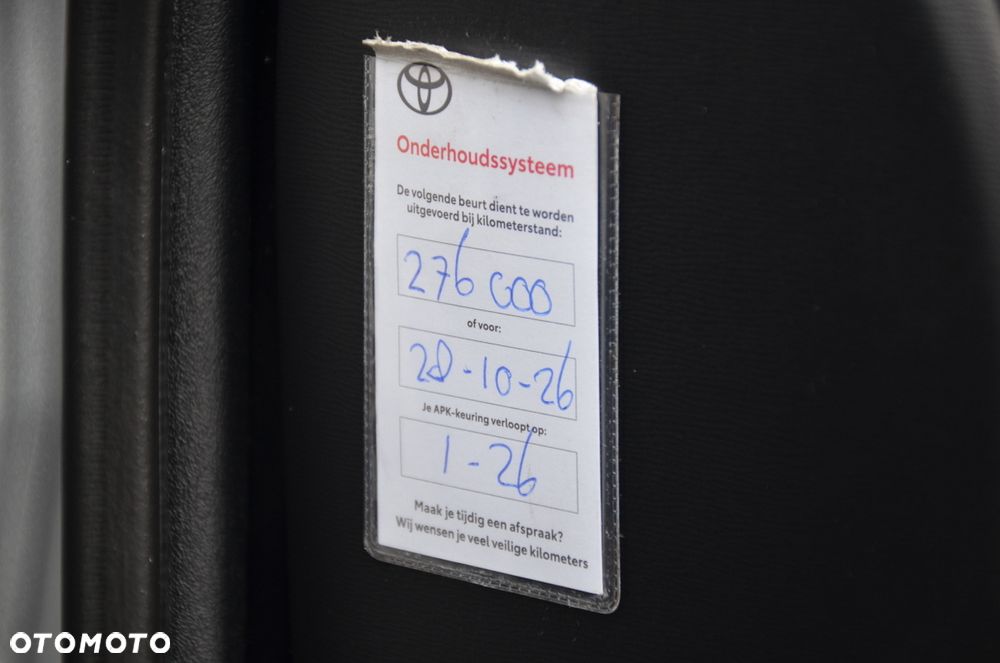 Onderhoudssysteem
De volgende beurt dient te worden
uitgevoerd bij kilometerstand:
276 000
of voor:
28-10-26
Je APK-keuring verloopt op:
1-26
Maak je tijdig een afspraak?
Wij wensen je veel veilige kilometers
OTOMOTO